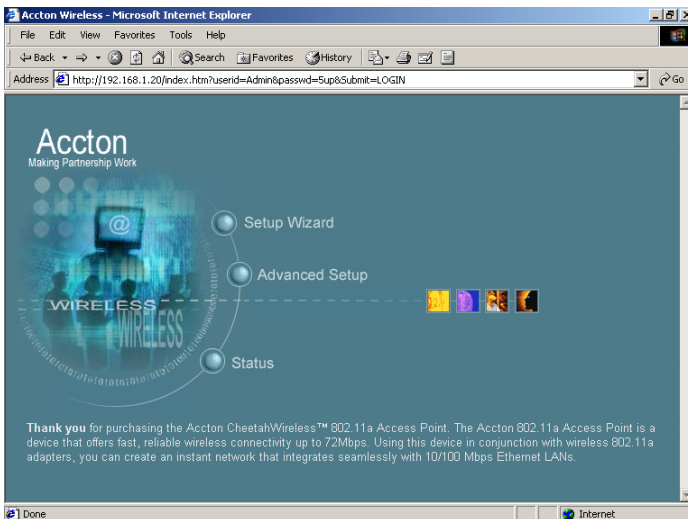 Accton Wireless - Microsoft Internet Explorer
File Edit View Favorites Tools Help
Back Search Favorites History
Address http://192.168.1.20/index.htm?userid=Admin&passwd=5up&Submit=LOGIN Go
Accton
Making Partnership Work
@
Setup Wizard
Advanced Setup
WIRELESS
WIRELESS
Status
Thank you for purchasing the Accton CheetahWireless™ 802.11a Access Point. The Accton 802.11a Access Point is a
device that offers fast, reliable wireless connectivity up to 72Mbps. Using this device in conjunction with wireless 802.11a
adapters, you can create an instant network that integrates seamlessly with 10/100 Mbps Ethernet LANs.
Done Internet